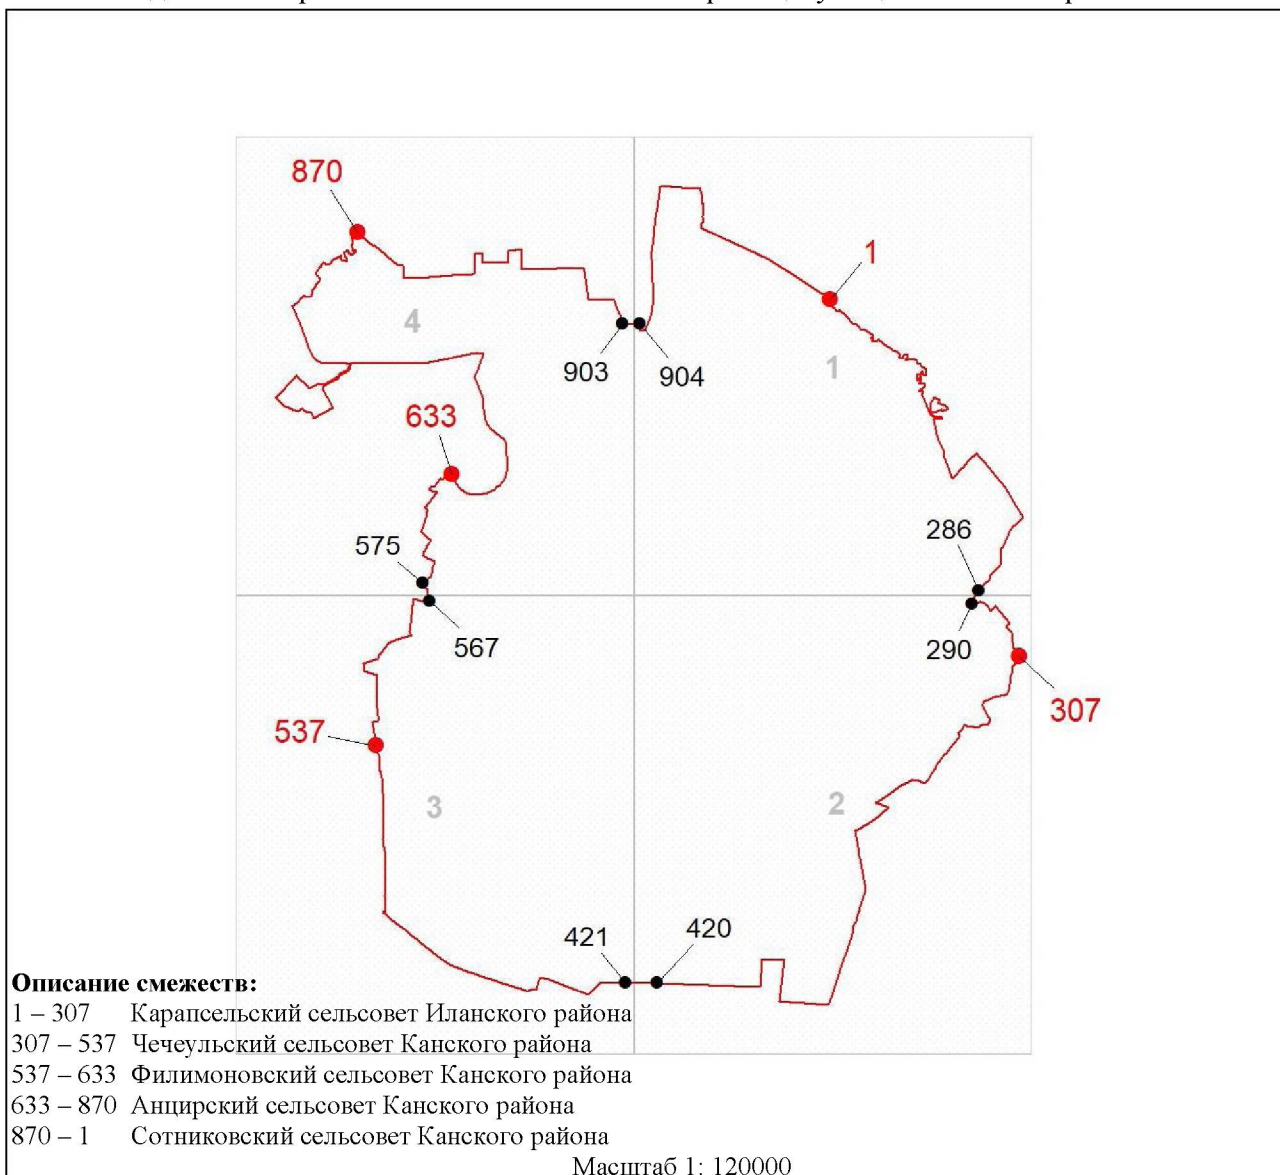 870
1
4
903
904
1
633
286
575
290
567
307
537
3
2
421
420
Описание смежеств:
1 – 307 Карапсельский сельсовет Иланского района
307 – 537 Чечеульский сельсовет Канского района
537 – 633 Филимоновский сельсовет Канского района
633 – 870 Анцирский сельсовет Канского района
870 – 1 Сотниковский сельсовет Канского района
Масштаб 1: 120000